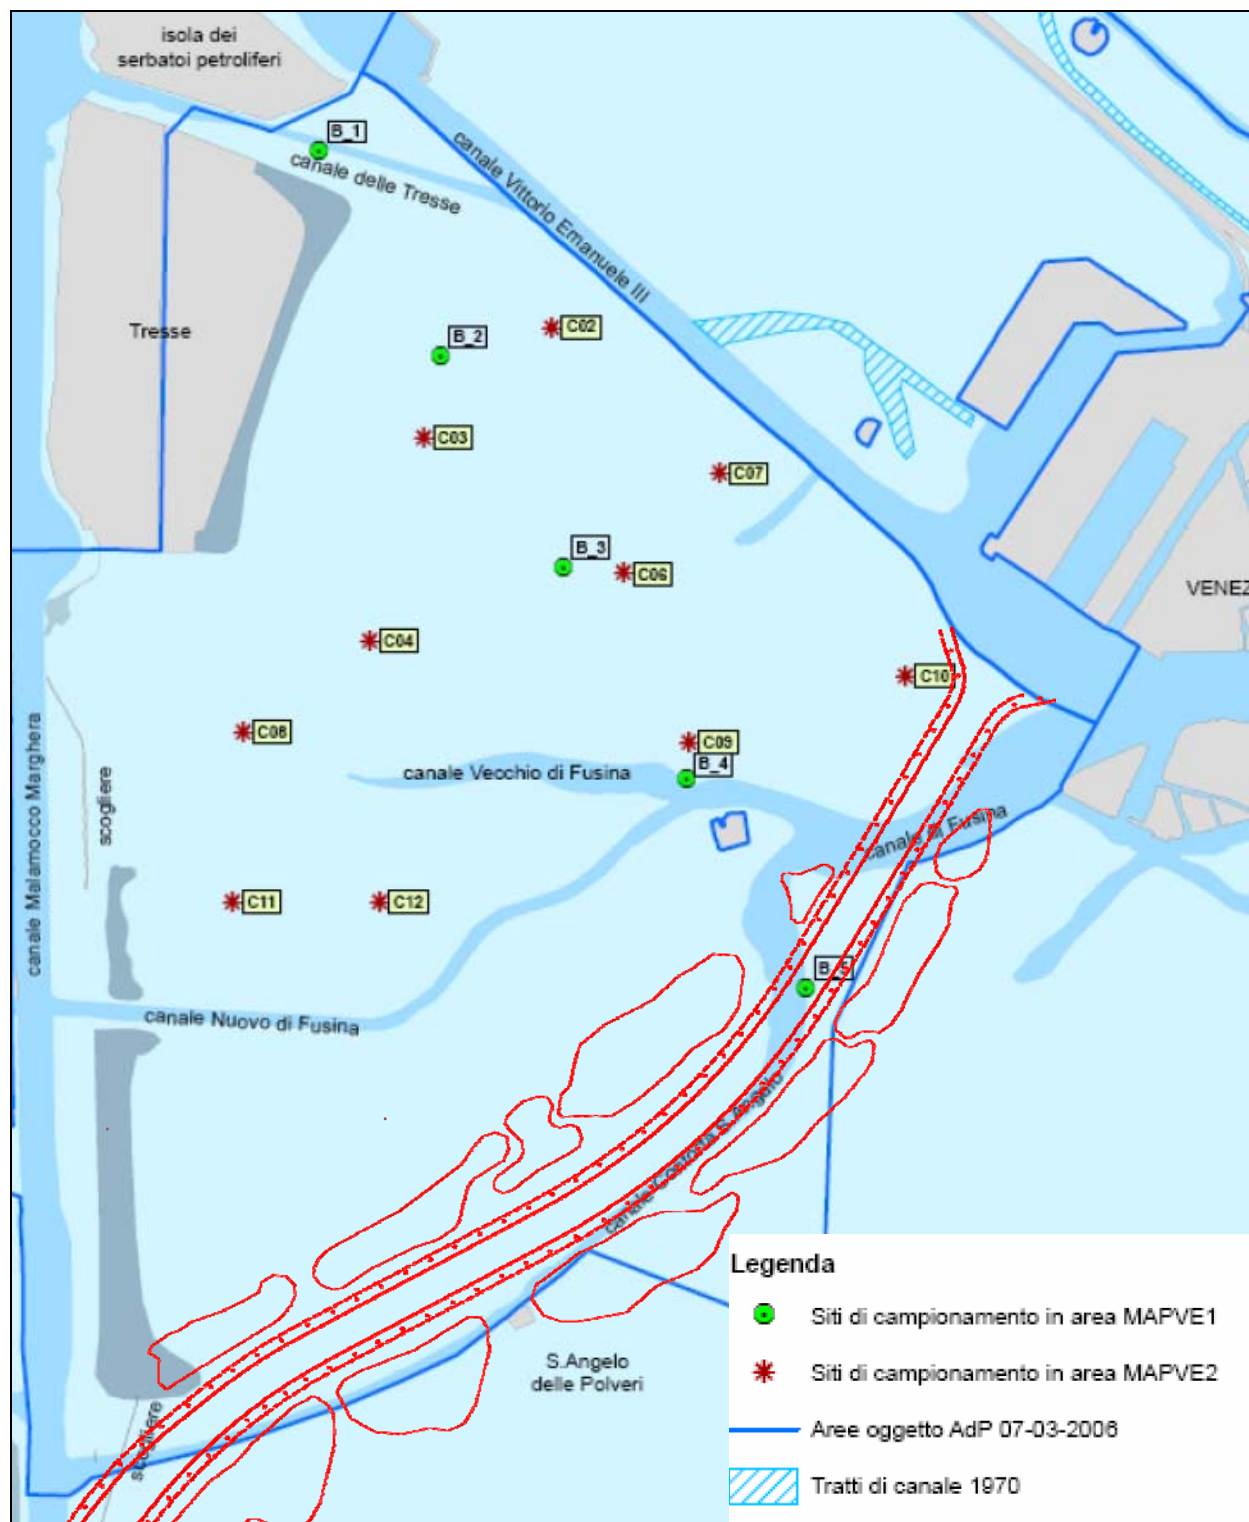 isola dei
serbatoi petroliferi
B_1
canale delle Tresse
canale Vittorio Emanuele III
Tresse
B_2
C02
C03
C07
B_3
C06
VENEZ
C04
C10
C08
C09
B_4
canale Vecchio di Fusina
canale Malamocco Marghera
scogliere
canale di Fusina
C11
C12
B_5
canale Nuovo di Fusina
canale Contorta S.Angelo
S.Angelo
delle Polveri
scogliere
Legenda
Siti di campionamento in area MAPVE1
Siti di campionamento in area MAPVE2
Aree oggetto AdP 07-03-2006
Tratti di canale 1970